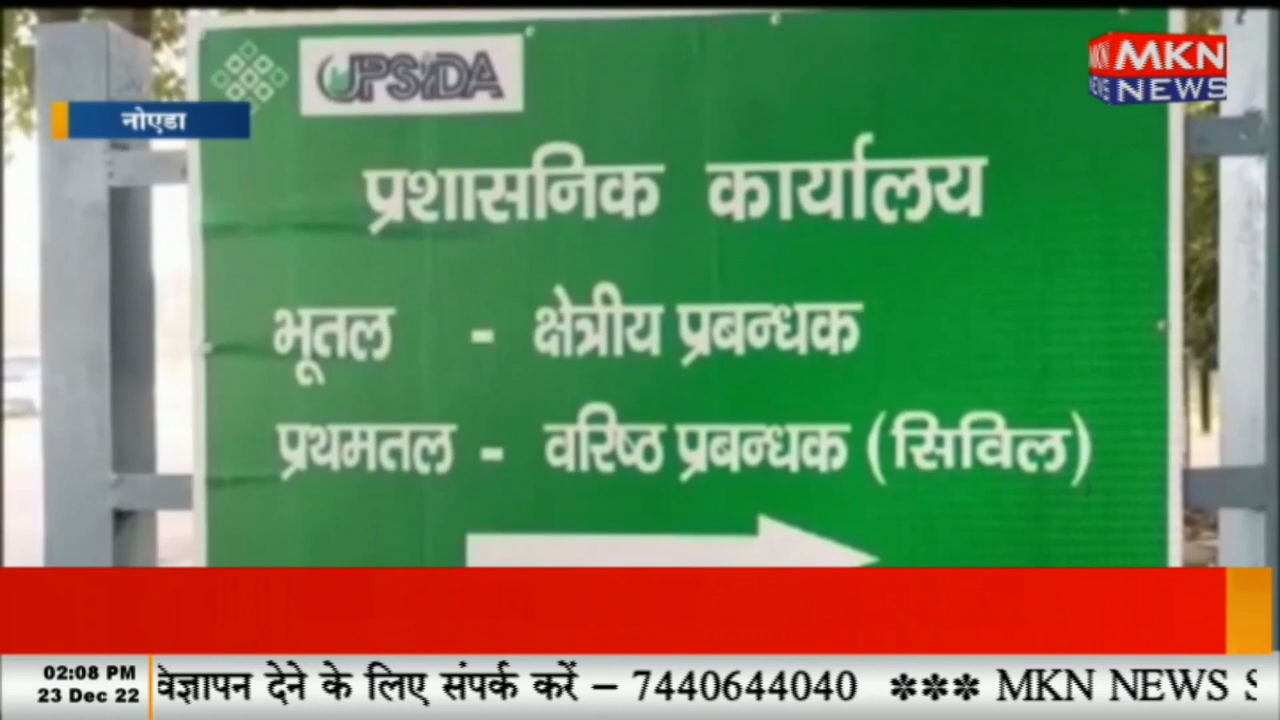 UPSIDA
MKN
NEWS
नोएडा
प्रशासनिक कार्यालय
भूतल - क्षेत्रीय प्रबन्धक
प्रथमतल - वरिष्ठ प्रबन्धक (सिविल)
02:08 PM
23 Dec 22
विज्ञापन देने के लिए संपर्क करें – 7440644040 *** MKN NEWS